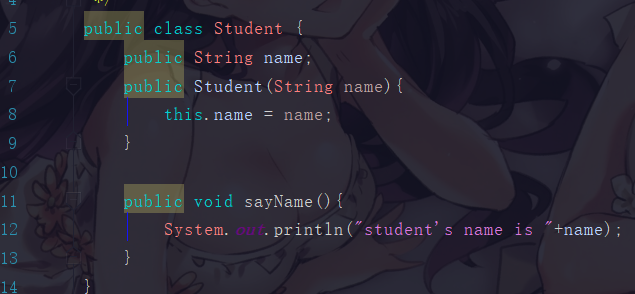 4 */
5 public class Student {
6 public String name;
7 public Student(String name){
8 this.name = name;
9 }
10
11 public void sayName(){
12 System.out.println("student's name is "+name);
13 }
14 }